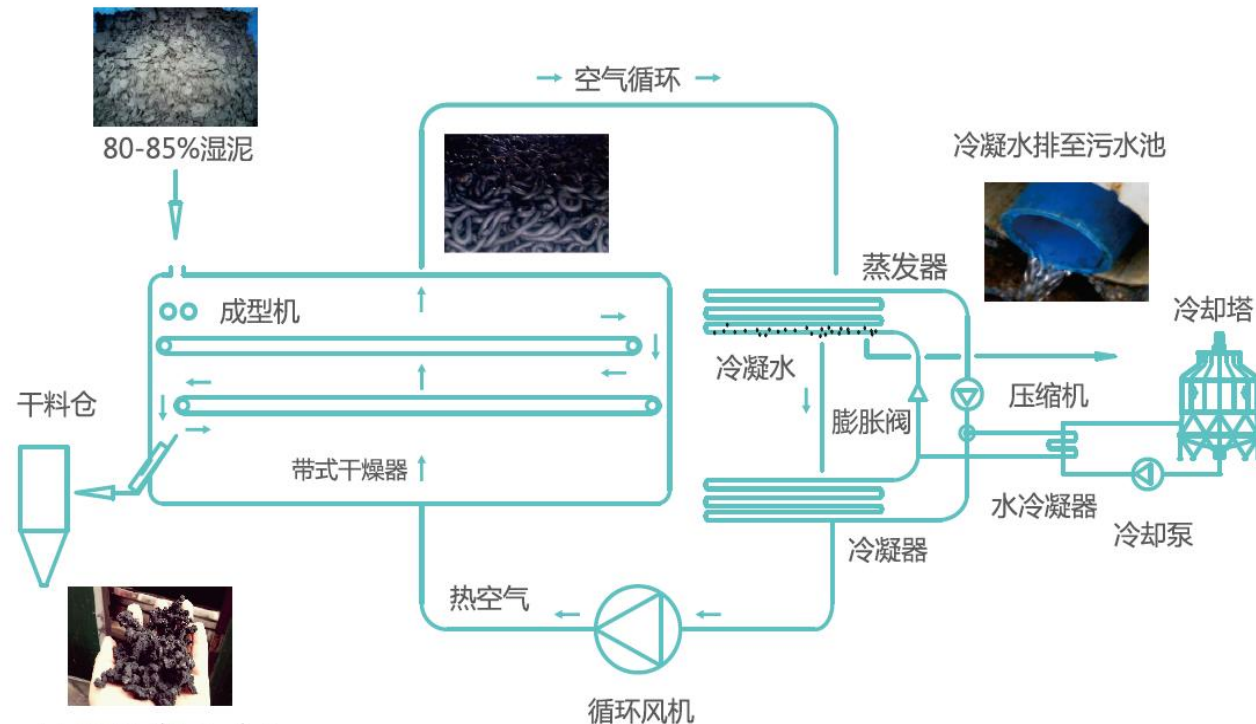 空气循环
80-85%湿泥
冷凝水排至污水池
蒸发器
成型机
冷却塔
冷凝水
干料仓
压缩机
膨胀阀
带式干燥器
水冷凝器
冷却泵
冷凝器
热空气
循环风机